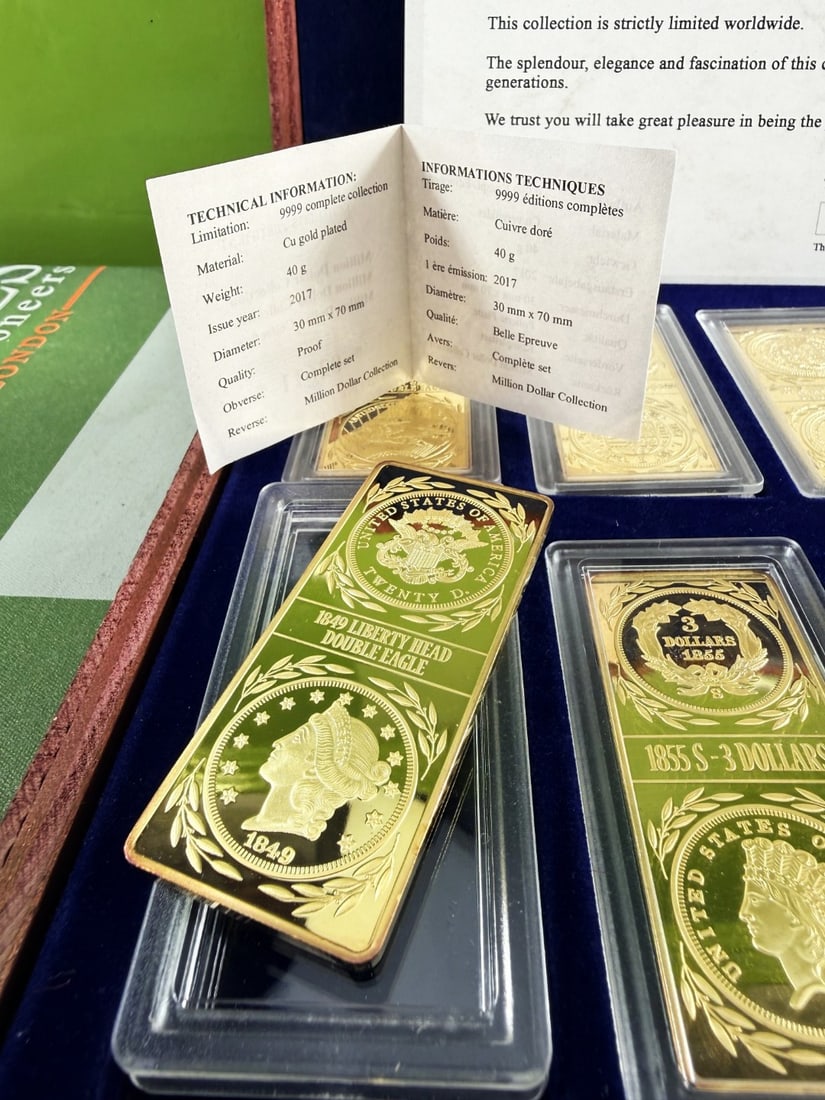 This collection is strictly limited worldwide.
The splendour, elegance and fascination of this
generations.
We trust you will take great pleasure in being the
Th
TECHNICAL INFORMATION:
Limitation: 9999 complete collection
Material: Cu gold plated
Weight: 40 g
Issue year: 2017
Diameter: 30 mm x 70 mm
Quality: Proof
Obverse: Complete set
Reverse: Million Dollar Collection
INFORMATIONS TECHNIQUES
Tirage: 9999 éditions complètes
Matière: Cuivre doré
Poids: 40 g
1 ère émission: 2017
Diamètre: 30 mm x 70 mm
Qualité: Belle Epreuve
Avers: Complète set
Revers: Million Dollar Collection
neers
LONDON
UNITED STATES OF AMERICA
TWENTY D.
1849 LIBERTY HEAD
DOUBLE EAGLE
1849
3
DOLLARS
1855
S
1855 S - 3 DOLLARS
UNITED STATES OF